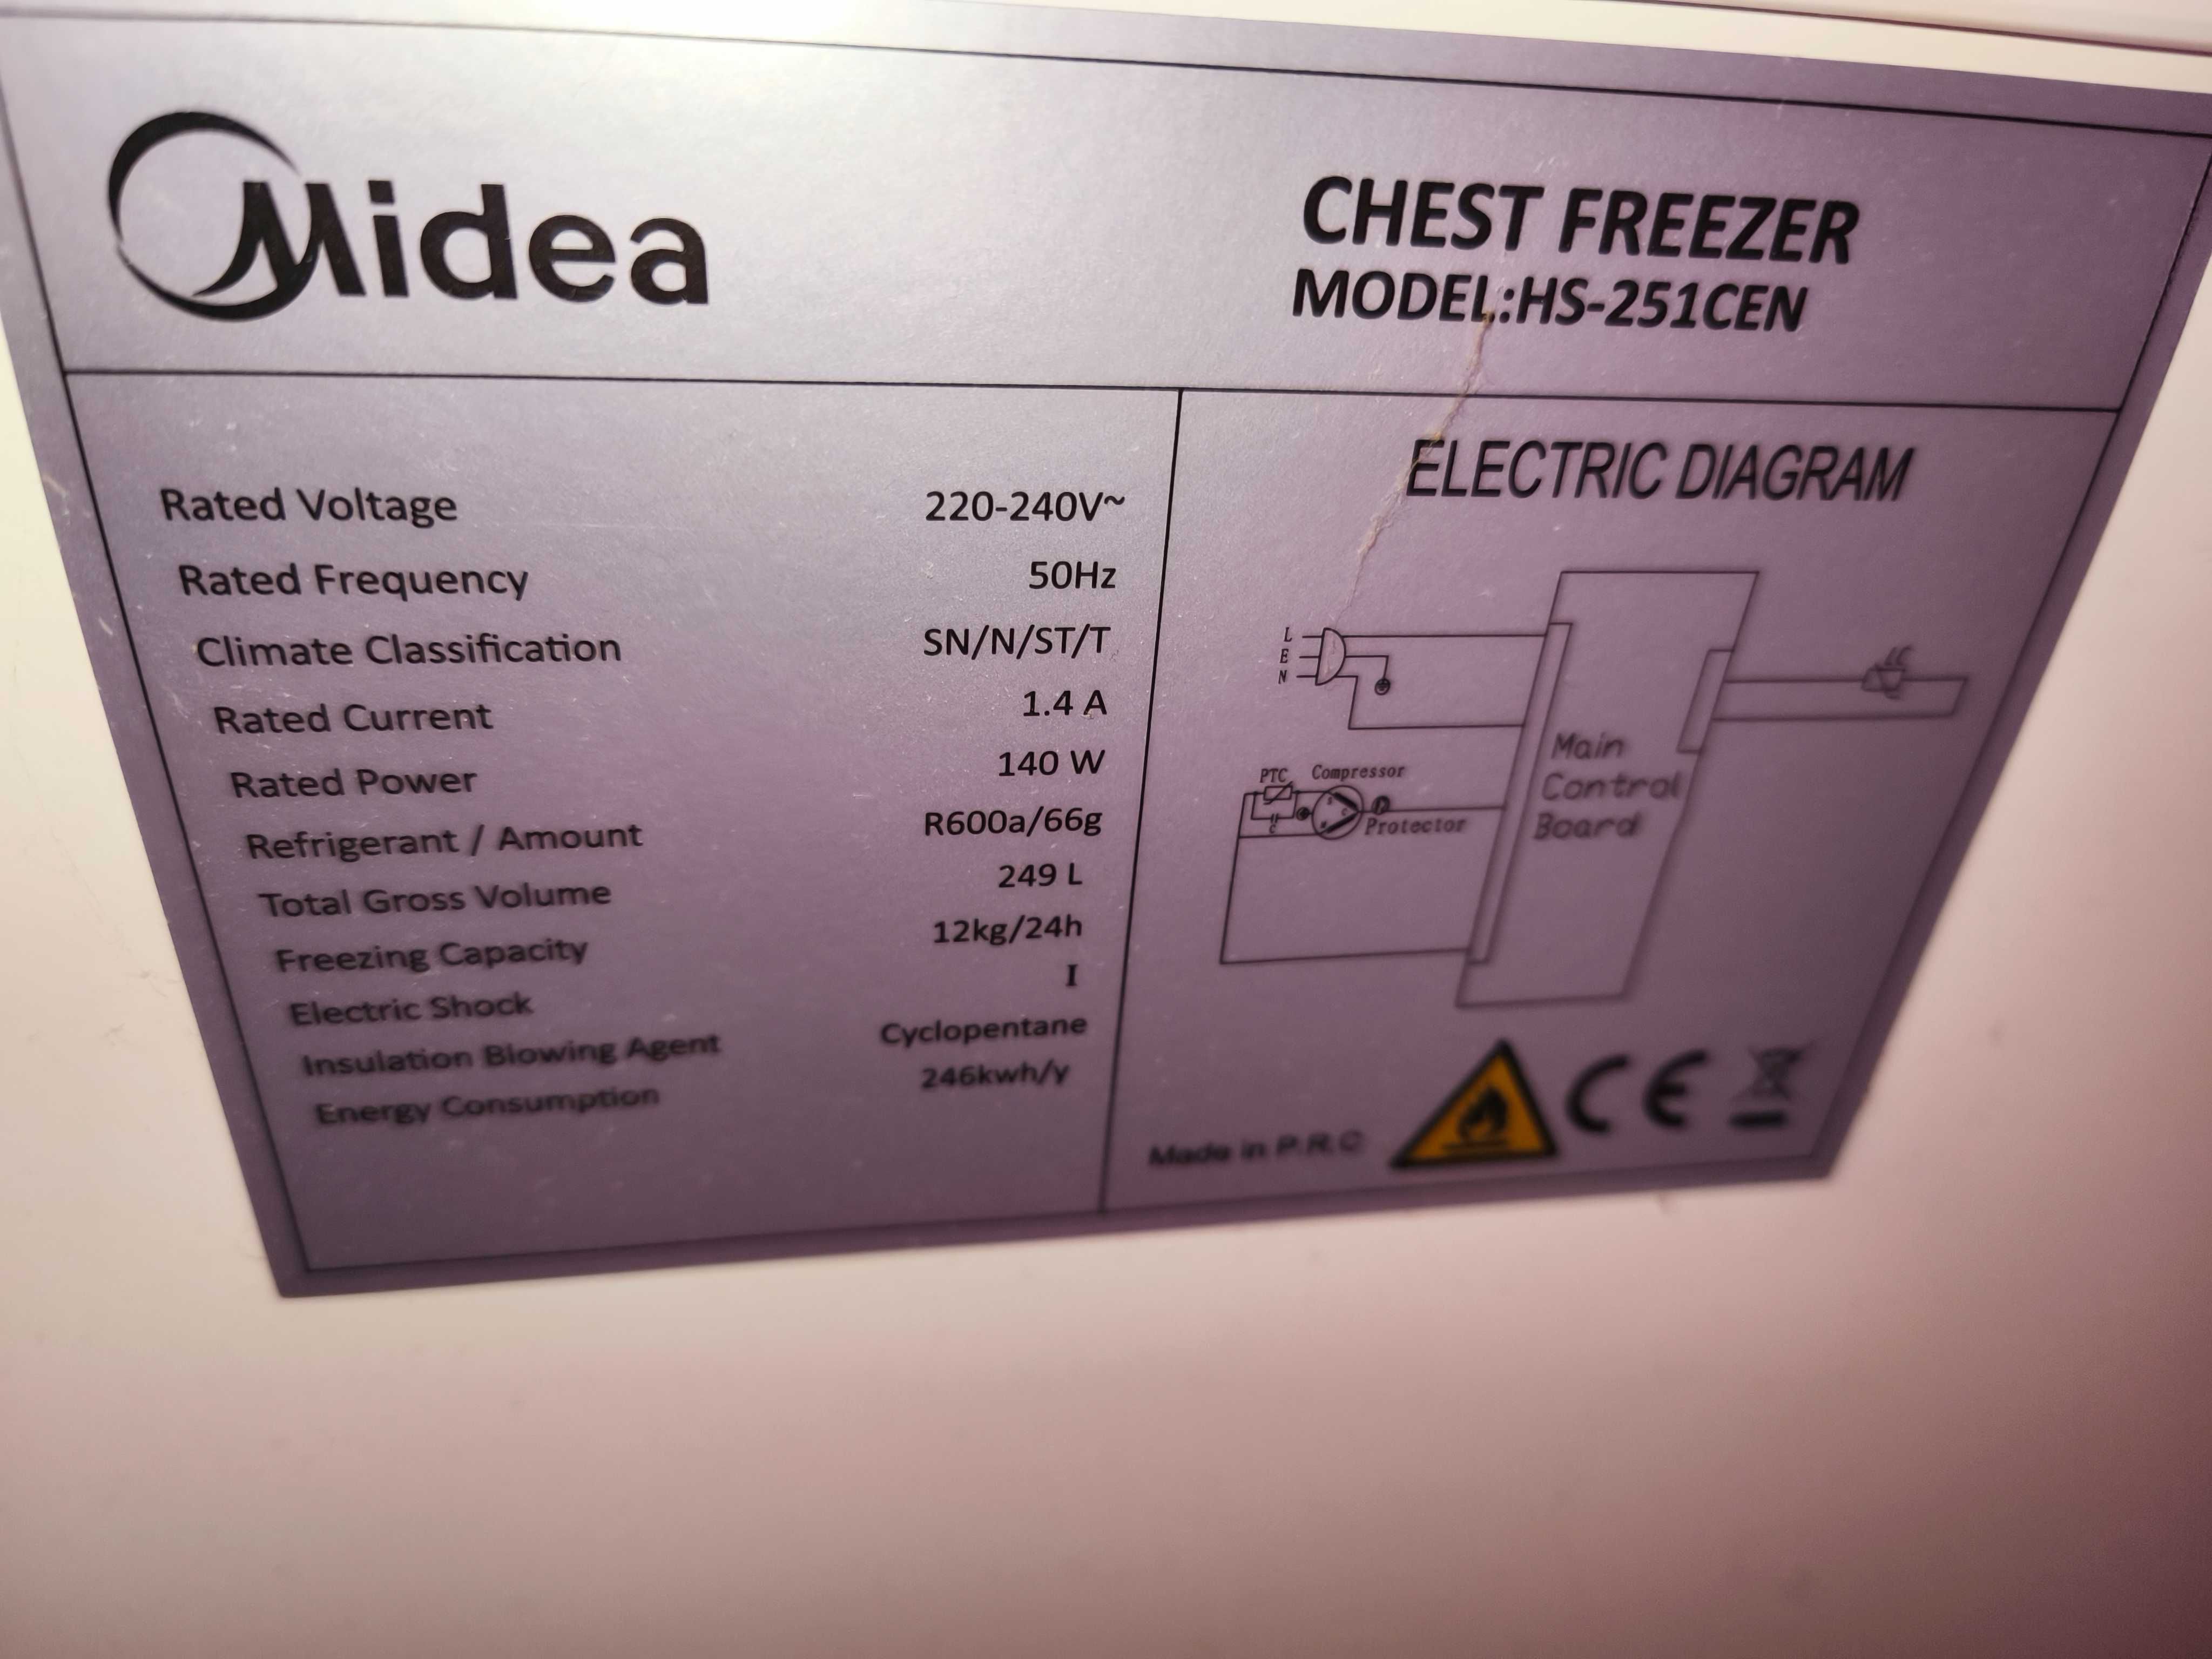 Midea
CHEST FREEZER
MODEL:HS-251CEN
Rated Voltage 220-240V~
Rated Frequency 50Hz
Climate Classification SN/N/ST/T
Rated Current 1.4 A
Rated Power 140 W
Refrigerant / Amount R600a/66g
Total Gross Volume 249 L
Freezing Capacity 12kg/24h
Electric Shock I
Insulation Blowing Agent Cyclopentane
Energy Consumption 246kwh/y
ELECTRIC DIAGRAM
L
E
N
Main
Control
Board
PTC Compressor
Protector
Made in P.R.C
CE